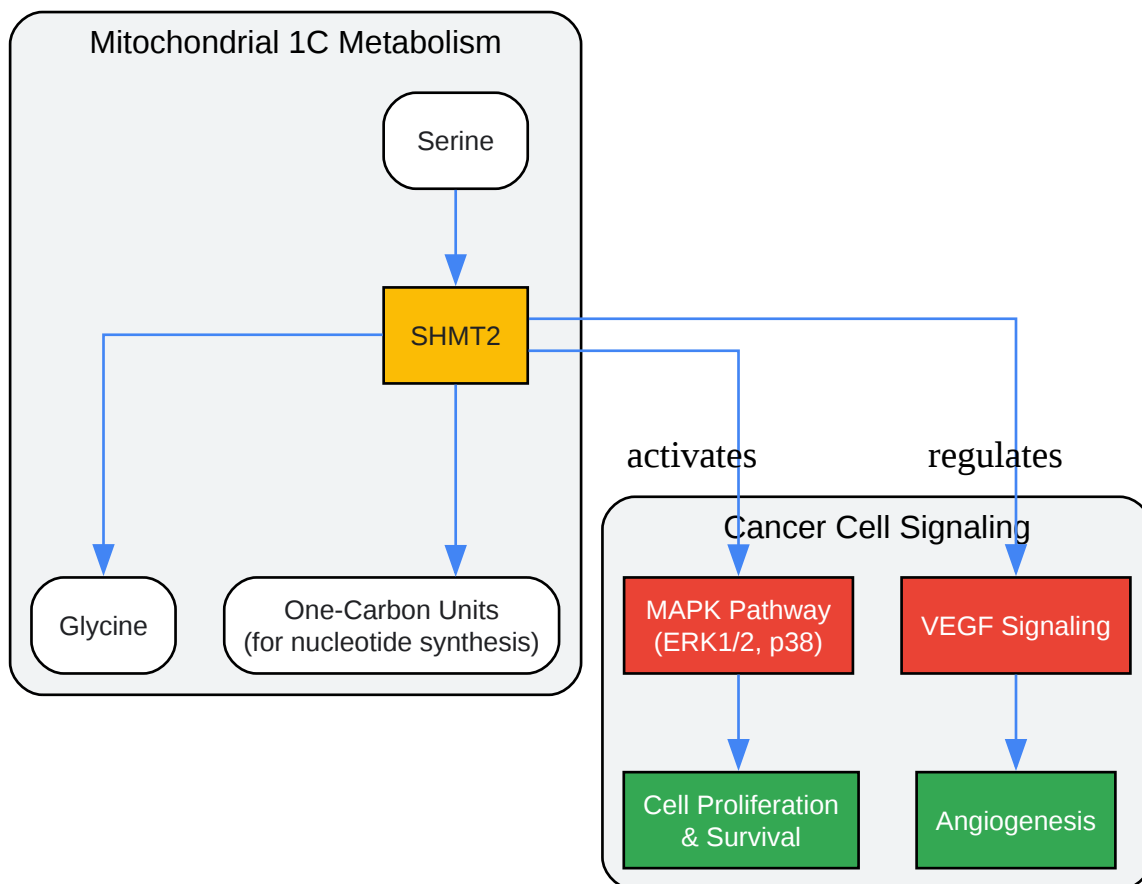 Mitochondrial 1C Metabolism
Serine
SHMT2
activates
regulates
Cancer Cell Signaling
Glycine
One-Carbon Units
(for nucleotide synthesis)
MAPK Pathway
(ERK1/2, p38)
VEGF Signaling
Cell Proliferation
& Survival
Angiogenesis